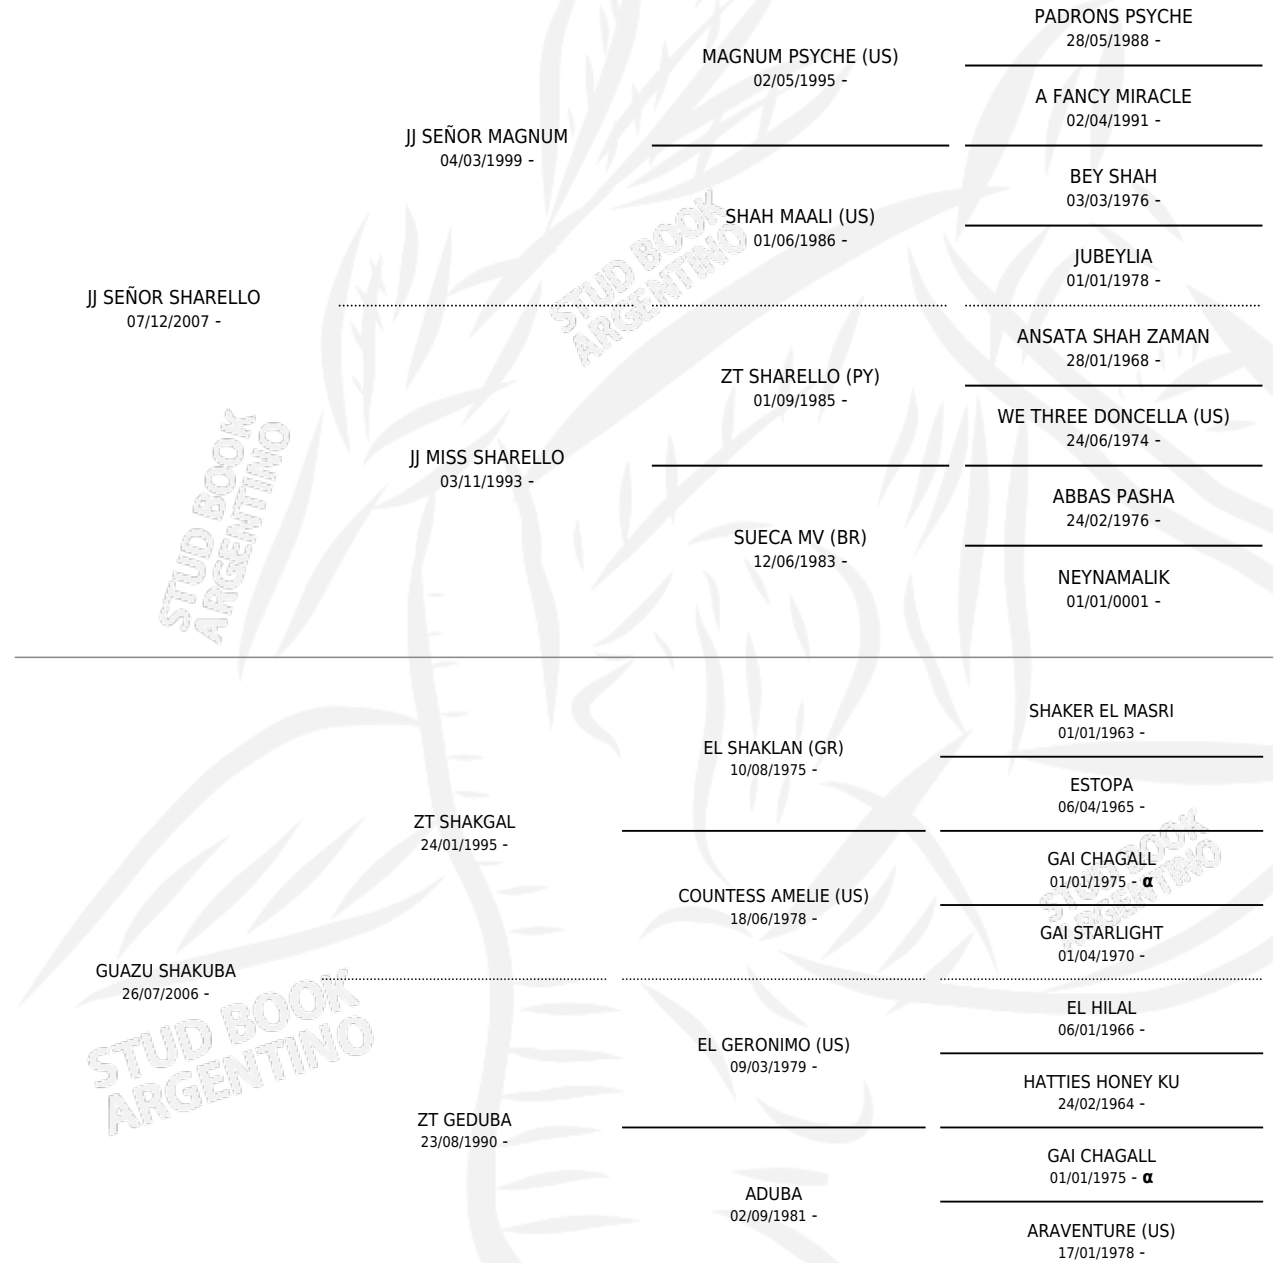 PADRONS PSYCHE
28/05/1988 -
MAGNUM PSYCHE (US)
02/05/1995 -
A FANCY MIRACLE
02/04/1991 -
JJ SEÑOR MAGNUM
04/03/1999 -
BEY SHAH
03/03/1976 -
SHAH MAALI (US)
01/06/1986 -
JUBEYLIA
01/01/1978 -
JJ SEÑOR SHARELLO
07/12/2007 -
ANSATA SHAH ZAMAN
28/01/1968 -
ZT SHARELLO (PY)
01/09/1985 -
WE THREE DONCELLA (US)
24/06/1974 -
JJ MISS SHARELLO
03/11/1993 -
ABBAS PASHA
24/02/1976 -
SUECA MV (BR)
12/06/1983 -
NEYNAMALIK
01/01/0001 -
SHAKER EL MASRI
01/01/1963 -
EL SHAKLAN (GR)
10/08/1975 -
ESTOPA
06/04/1965 -
ZT SHAKGAL
24/01/1995 -
GAI CHAGALL
01/01/1975 - α
COUNTESS AMELIE (US)
18/06/1978 -
GAI STARLIGHT
01/04/1970 -
GUAZU SHAKUBA
26/07/2006 -
EL HILAL
06/01/1966 -
EL GERONIMO (US)
09/03/1979 -
HATTIES HONEY KU
24/02/1964 -
ZT GEDUBA
23/08/1990 -
GAI CHAGALL
01/01/1975 - α
ADUBA
02/09/1981 -
ARAVENTURE (US)
17/01/1978 -
STUD BOOK
ARGENTINO
STUD BOOK
ARGENTINO
STUD BOOK
ARGENTINO
STUD BOOK
ARGENTINO